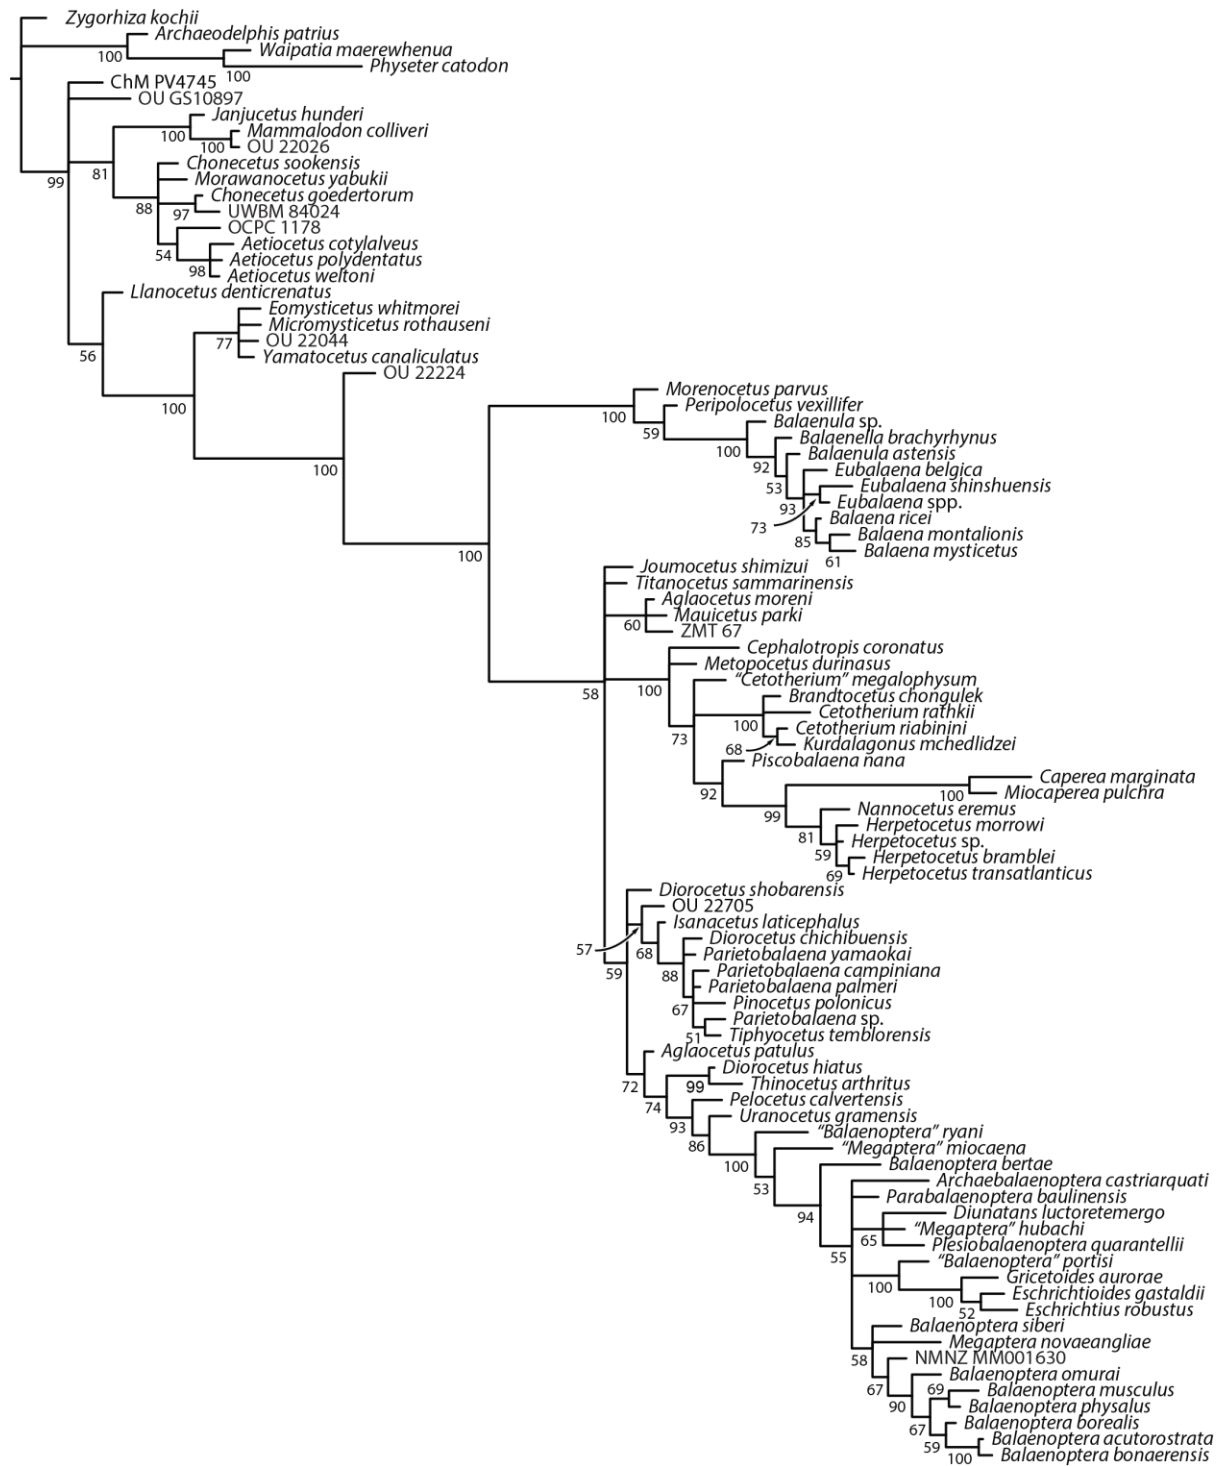 Zygorhiza kochii
Archaeodelphis patrius
100
Waipatia maerewhenua
100
Physeter catodon
ChM PV4745
OU GS10897
Janjucetus hunderi
100
Mammalodon colliveri
100
OU 22026
99
81
Chonecetus sookensis
Morawanocetus yabukii
88
Chonecetus goedertorum
97
UWBM 84024
OCPC 1178
54
Aetiocetus cotylalveus
Aetiocetus polydentatus
98
Aetiocetus weltoni
Llanocetus denticrenatus
56
Eomysticetus whitmorei
Micromysticetus rothauseni
77
OU 22044
Yamatocetus canaliculatus
100
OU 22224
100
100
Morenocetus parvus
100
Peripolocetus vexillifer
59
Balaenula sp.
100
Balaenella brachyrhynus
92
Balaenula astensis
53
Eubalaena belgica
93
Eubalaena shinshuensis
73
Eubalaena spp.
Balaena ricei
85
Balaena montalionis
61
Balaena mysticetus
Joumocetus shimizui
Titanocetus sammarinensis
58
Aglaocetus moreni
Mauicetus parki
60
ZMT 67
Cephalotropis coronatus
100
Metopocetus durinasus
"Cetotherium" megalophysum
73
Brandtocetus chongulek
100
Cetotherium rathkii
Cetotherium riabinini
68
Kurdalagonus mchedlidzei
Piscobalaena nana
92
Caperea marginata
100
Miocaperea pulchra
99
Nannocetus eremus
81
Herpetocetus morrowi
Herpetocetus sp.
59
Herpetocetus bramblei
69
Herpetocetus transatlanticus
Diorocetus shobarensis
OU 22705
57
59
Isanacetus laticephalus
68
Diorocetus chichibuensis
Parietobalaena yamaokai
88
Parietobalaena campiniana
Parietobalaena palmeri
Pinocetus polonicus
67
Parietobalaena sp.
51
Tiphyocetus temblorensis
Aglaocetus patulus
72
Diorocetus hiatus
99
Thinocetus arthritus
74
Pelocetus calvertensis
93
Uranocetus gramensis
86
"Balaenoptera" ryani
100
"Megaptera" miocaena
53
Balaenoptera bertae
94
Archaebalaenoptera castriarquati
Parabalaenoptera baulinensis
55
Diunatans luctoretemergo
"Megaptera" hubachi
65
Plesiobalaenoptera quarantellii
"Balaenoptera" portisi
100
Gricetoides aurorae
100
Eschrichtioides gastaldii
52
Eschrichtius robustus
Balaenoptera siberi
Megaptera novaeangliae
58
NMNZ MM001630
67
Balaenoptera omurai
90
Balaenoptera musculus
69
Balaenoptera physalus
67
Balaenoptera borealis
59
Balaenoptera acutorostrata
100
Balaenoptera bonaerensis